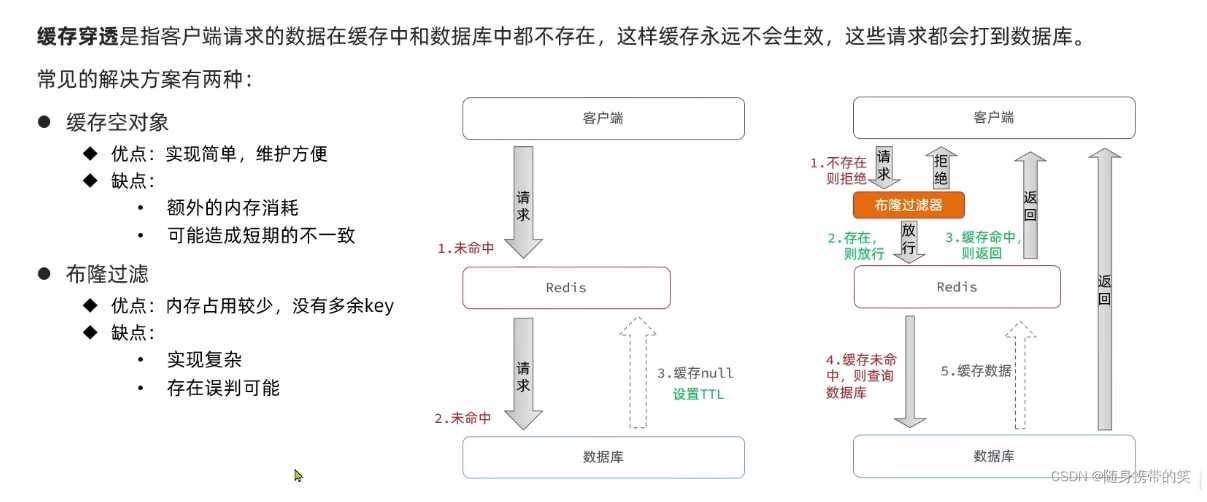 缓存穿透是指客户端请求的数据在缓存中和数据库中都不存在，这样缓存永远不会生效，这些请求都会打到数据库。
常见的解决方案有两种：
缓存空对象
优点：实现简单，维护方便
缺点：
额外的内存消耗
可能造成短期的不一致
布隆过滤
优点：内存占用较少，没有多余key
缺点：
实现复杂
存在误判可能
客户端
请求
1.未命中
Redis
请求
3.缓存null
设置TTL
2.未命中
数据库
客户端
1.不存在
则拒绝
请求
拒绝
布隆过滤器
2.存在，
则放行
放行
3.缓存命中，
则返回
返回
Redis
返回
4.缓存未命
中，则查询
数据库
5.缓存数据
数据库
CSDN @随身携带的笑